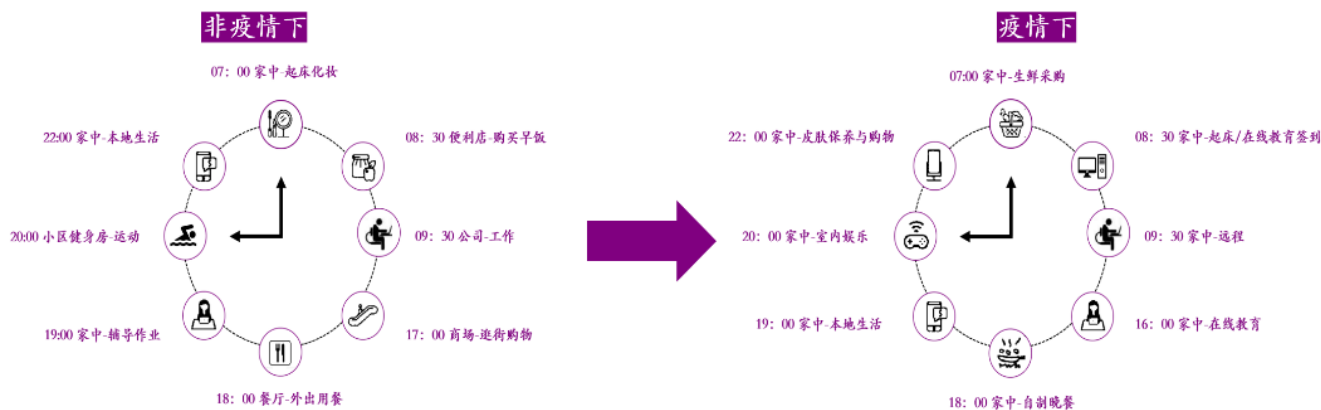 非疫情下
07：00 家中-起床化妆
08：30 便利店-购买早饭
09：30 公司-工作
17：00 商场-逛街购物
18：00 餐厅-外出用餐
19:00 家中-辅导作业
20:00 小区健身房-运动
22:00 家中-本地生活
疫情下
07:00 家中-生鲜采购
08：30 家中-起床/在线教育签到
09：30 家中-远程
16：00 家中-在线教育
18：00 家中-自制晚餐
19：00 家中-本地生活
20：00 家中-室内娱乐
22：00 家中-皮肤保养与购物